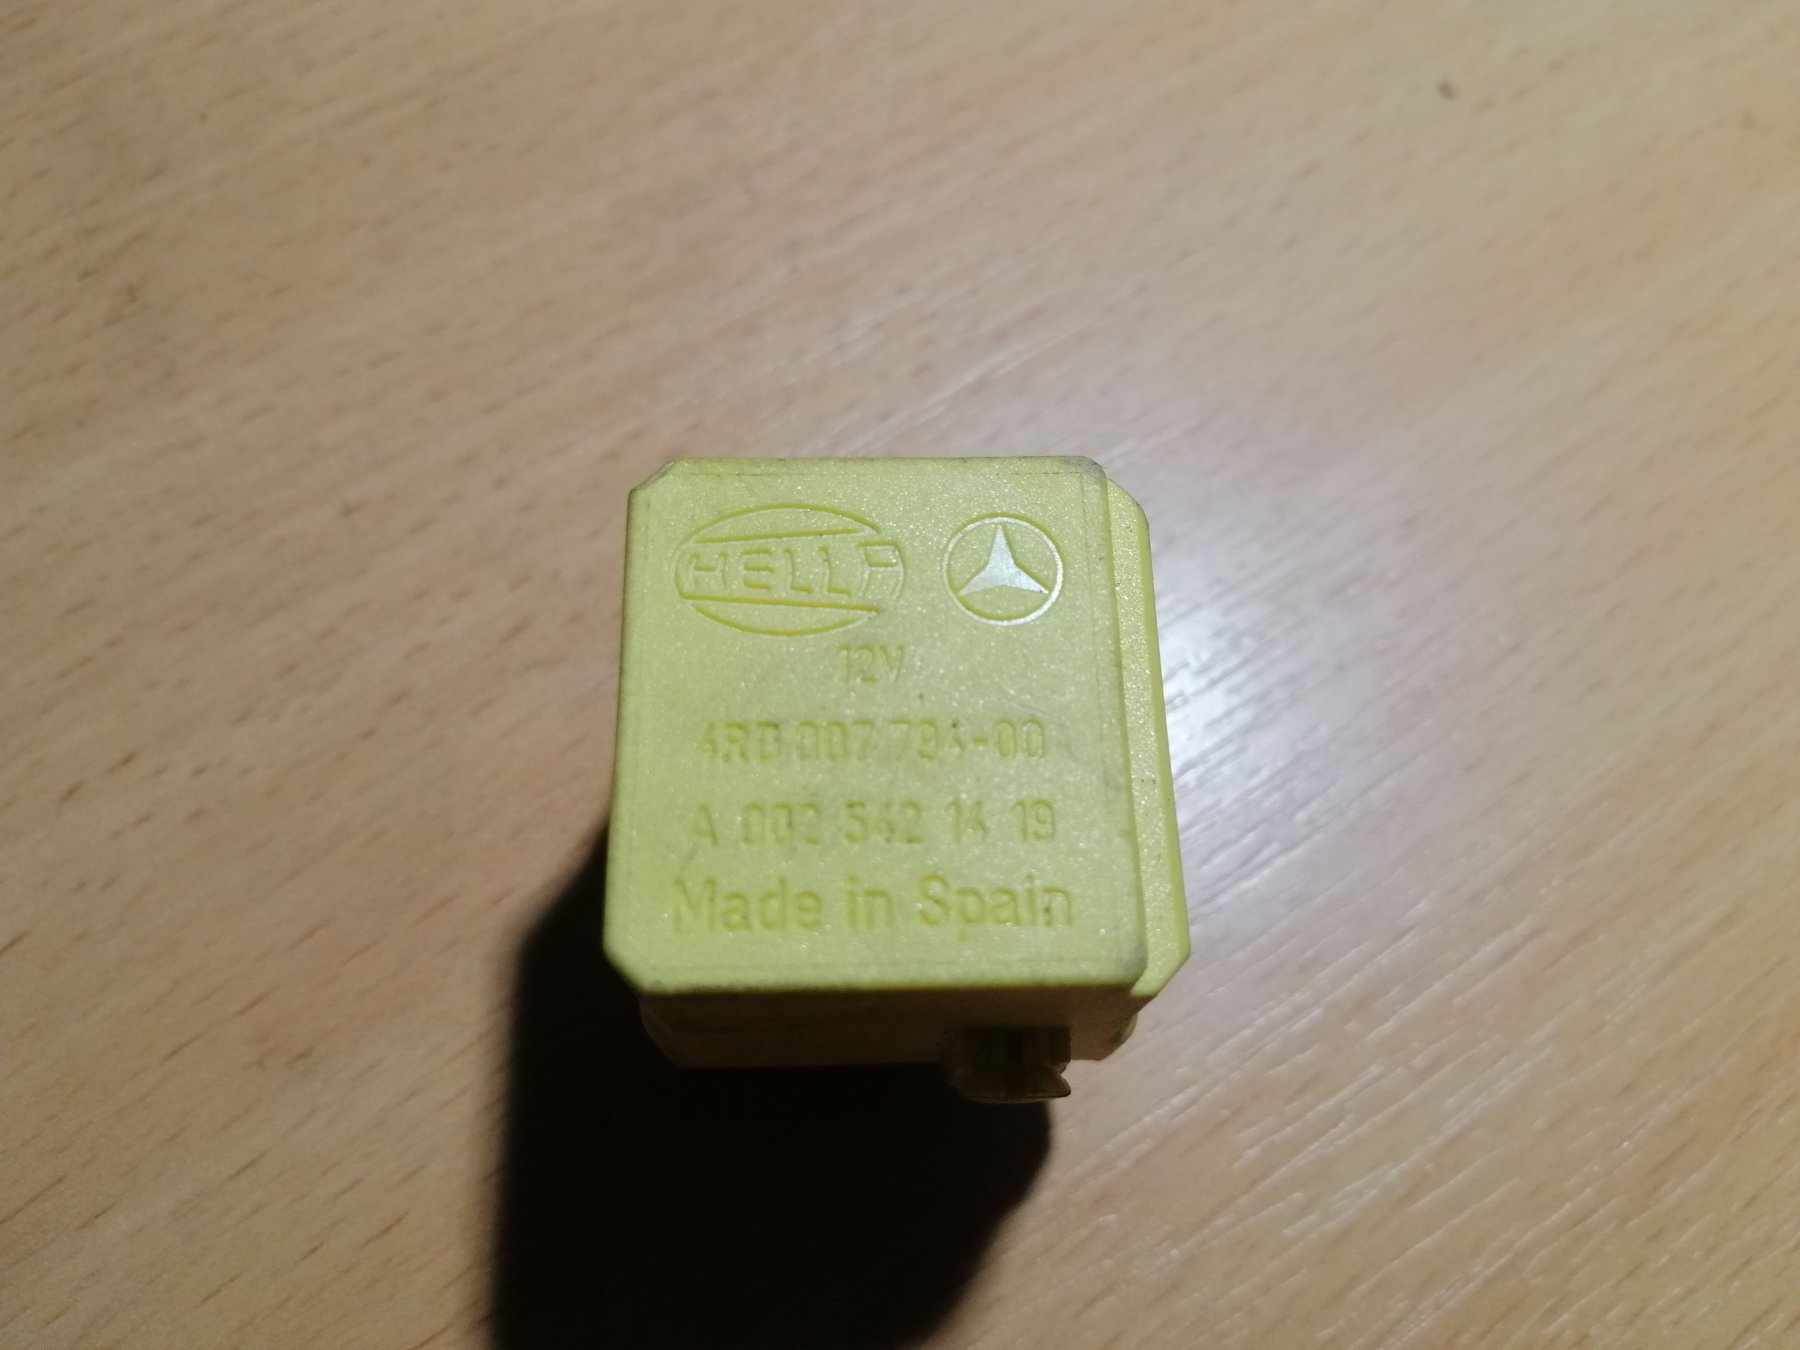 HELLA
12V
4RD 007 794-00
A 002 542 14 19
Made in Spain